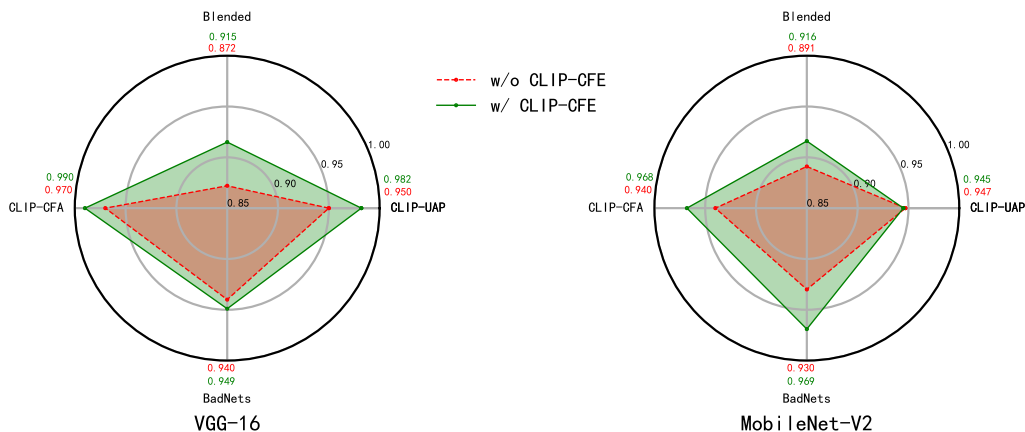 Blended
0.915
0.872
1.00
0.95
0.90
0.85
0.990
0.970
CLIP-CFA
0.982
0.950
CLIP-UAP
0.940
0.949
BadNets
VGG-16
w/o CLIP-CFE
w/ CLIP-CFE
Blended
0.916
0.891
1.00
0.95
0.90
0.85
0.968
0.940
CLIP-CFA
0.945
0.947
CLIP-UAP
0.930
0.969
BadNets
MobileNet-V2